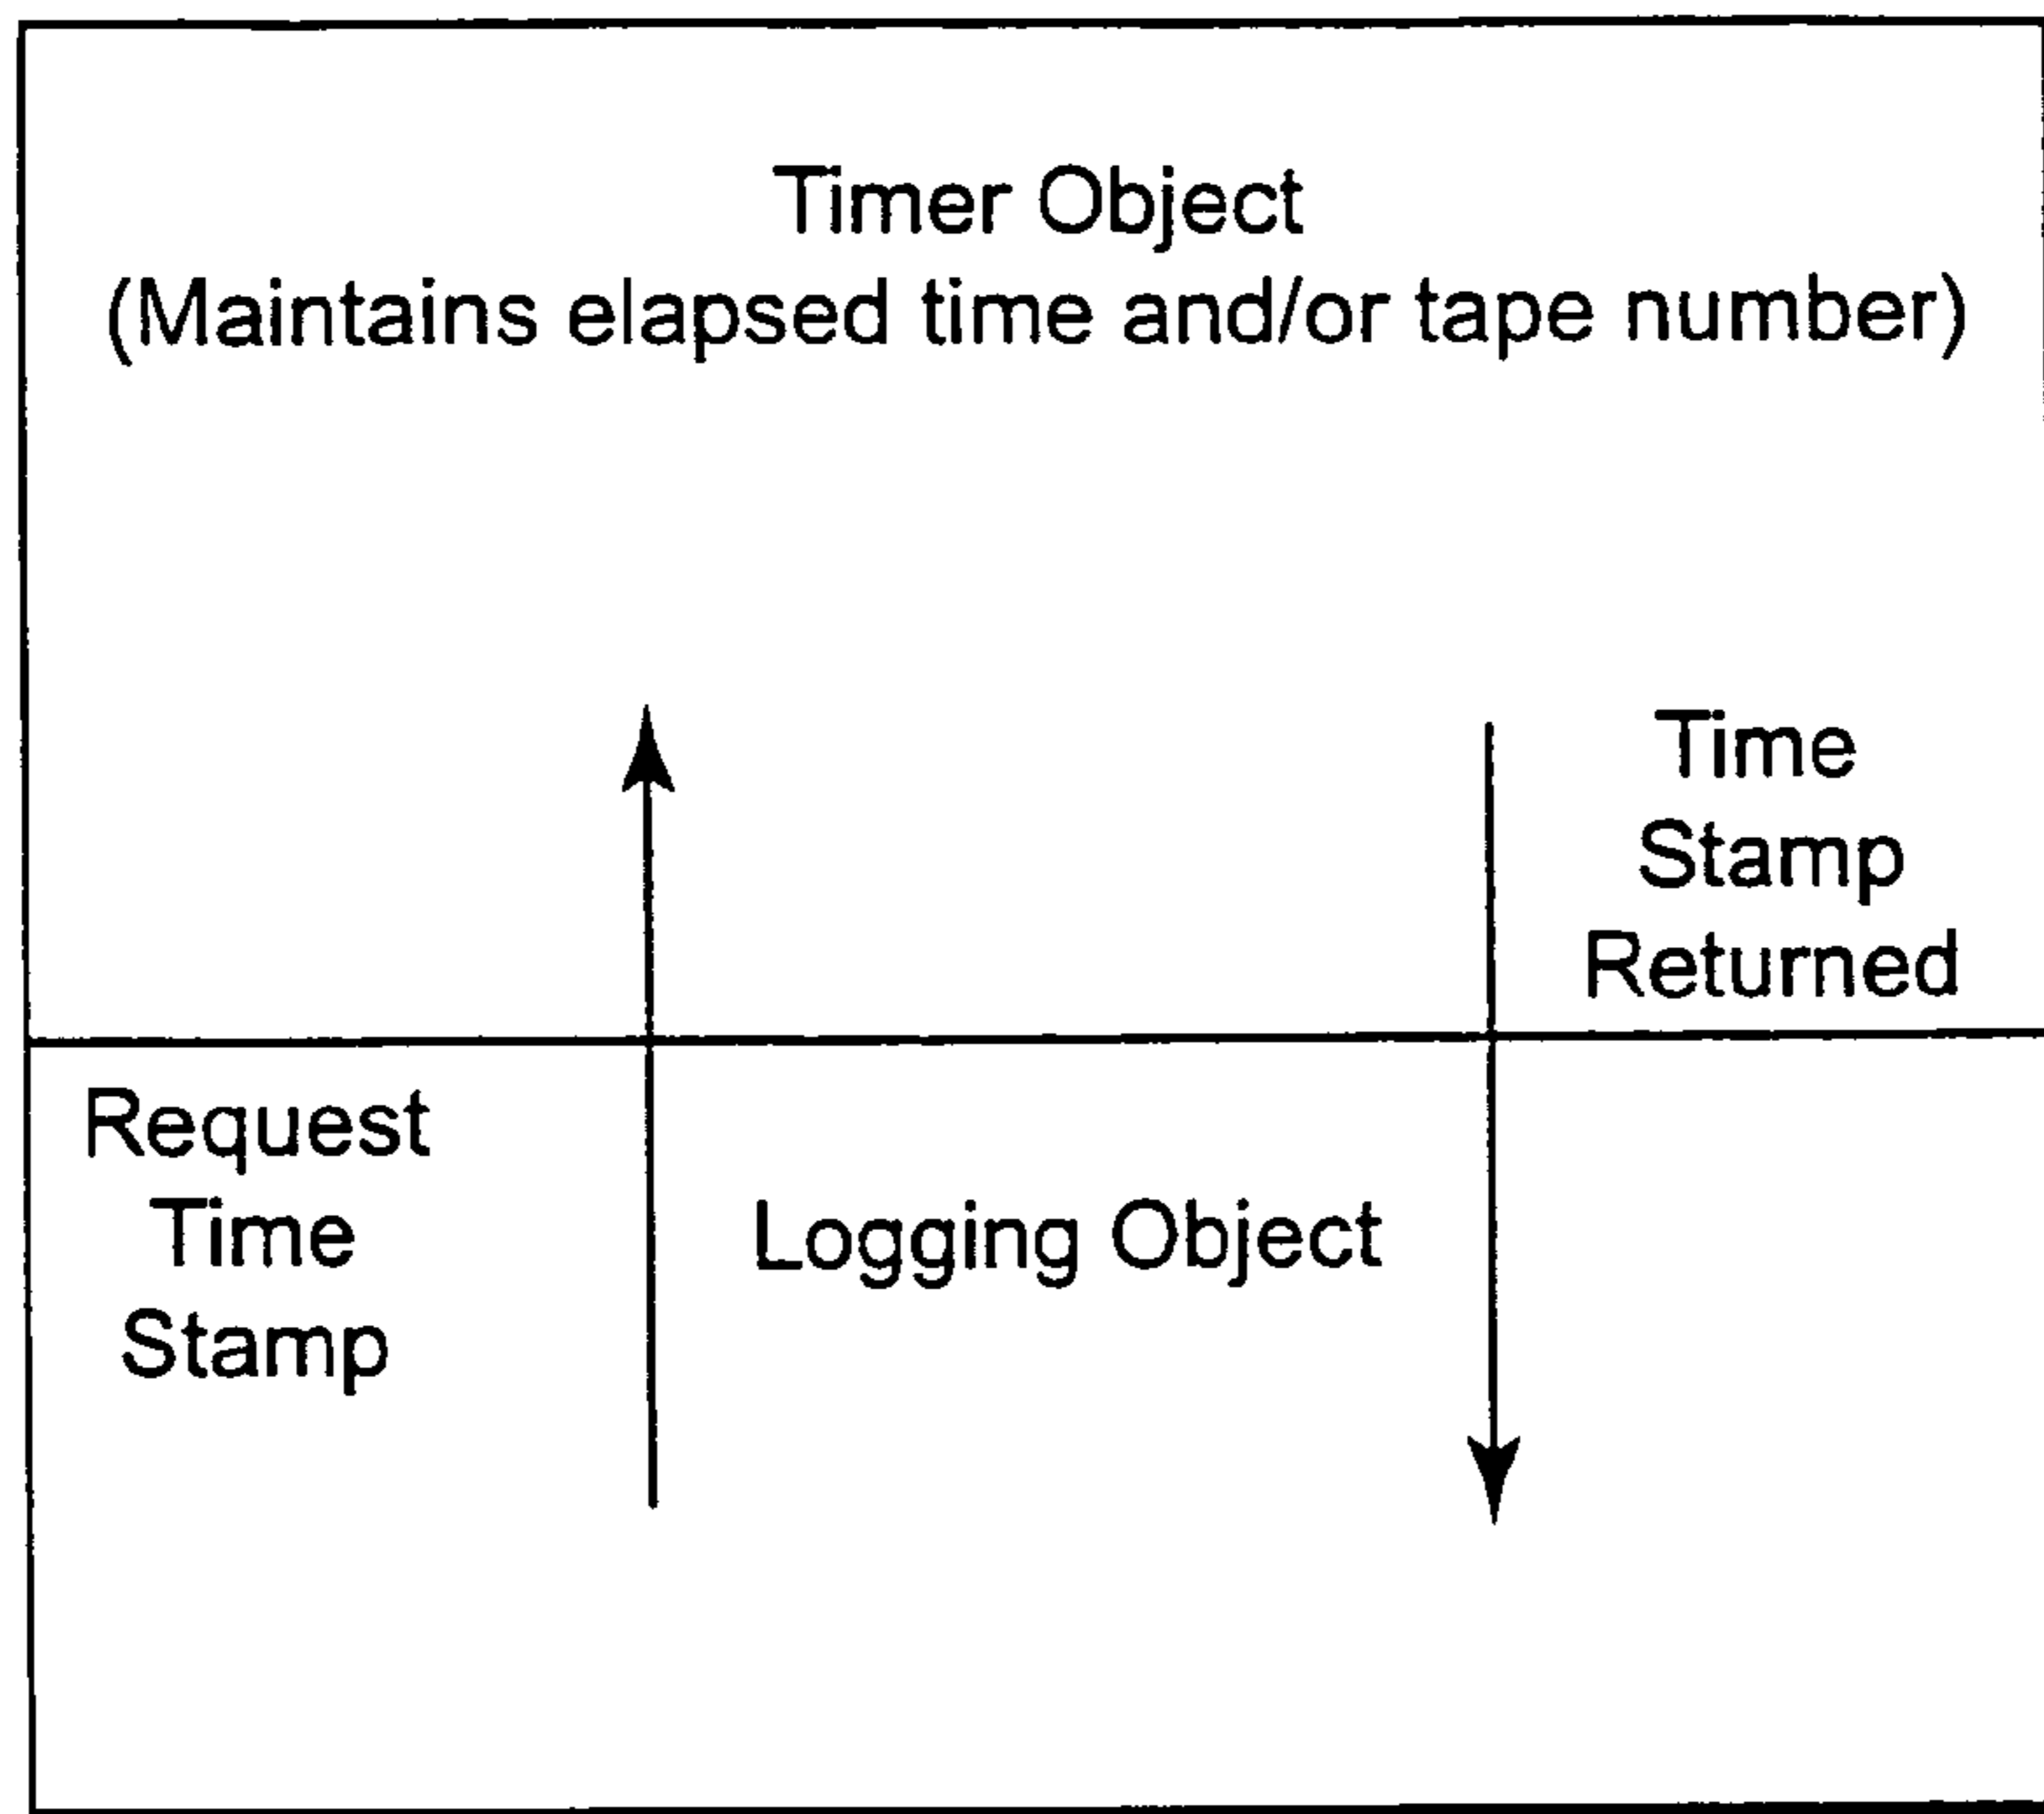 Timer Object
(Maintains elapsed time and/or tape number)
Time
Stamp
Returned
Request
Time
Stamp
Logging Object